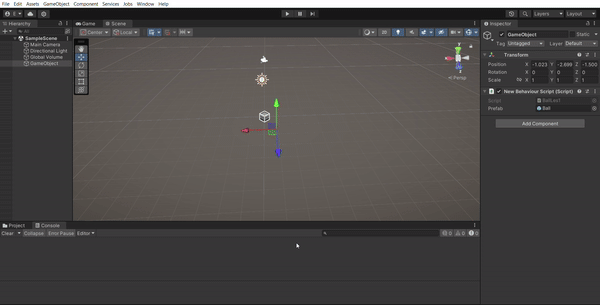 File Edit Assets GameObject Component Services Jobs Window Help
Layers Layout
Hierarchy
Game Scene
Inspector
All
SampleScene
Main Camera
Directional Light
Global Volume
GameObject
Center Local
Persp
GameObject Static
Tag Untagged Layer Default
Transform
Position X -1.023 Y -2.699 Z -1.500
Rotation X 0 Y 0 Z 0
Scale X 1 Y 1 Z 1
New Behaviour Script (Script)
Script
Prefab Ball
Add Component
Project Console
Clear Collapse Error Pause Editor